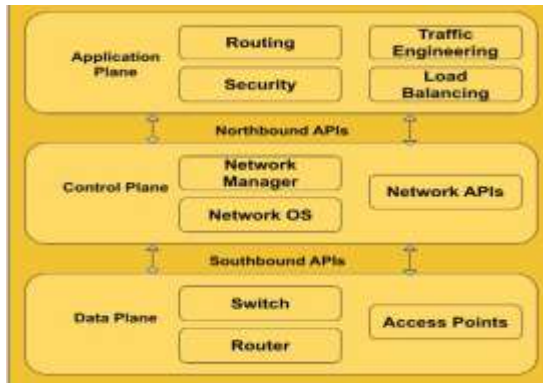 Application
Plane
Routing
Traffic
Engineering
Security
Load
Balancing
Northbound APIs
Control Plane
Network
Manager
Network APIs
Network OS
Southbound APIs
Data Plane
Switch
Access Points
Router